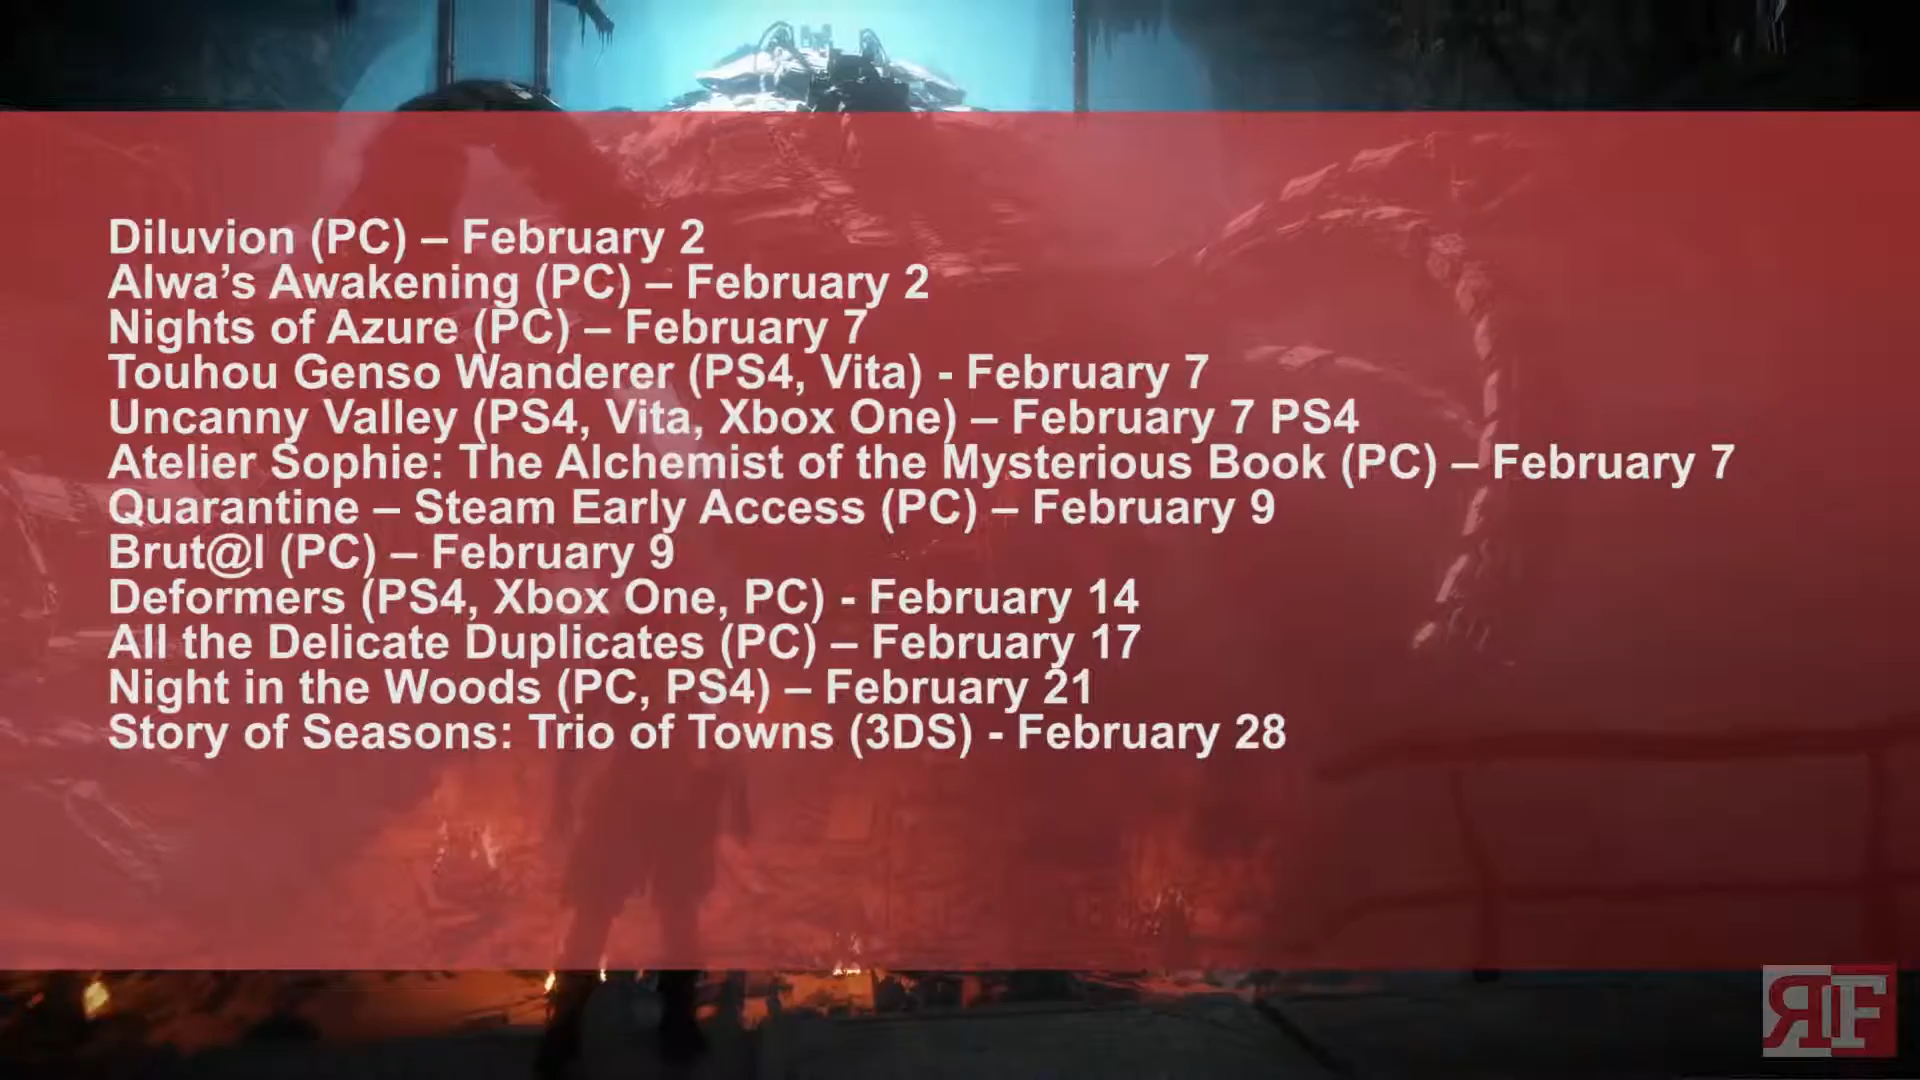 Diluvion (PC) – February 2
Alwa’s Awakening (PC) – February 2
Nights of Azure (PC) – February 7
Touhou Genso Wanderer (PS4, Vita) - February 7
Uncanny Valley (PS4, Vita, Xbox One) – February 7 PS4
Atelier Sophie: The Alchemist of the Mysterious Book (PC) – February 7
Quarantine – Steam Early Access (PC) – February 9
Brut@l (PC) – February 9
Deformers (PS4, Xbox One, PC) - February 14
All the Delicate Duplicates (PC) – February 17
Night in the Woods (PC, PS4) – February 21
Story of Seasons: Trio of Towns (3DS) - February 28